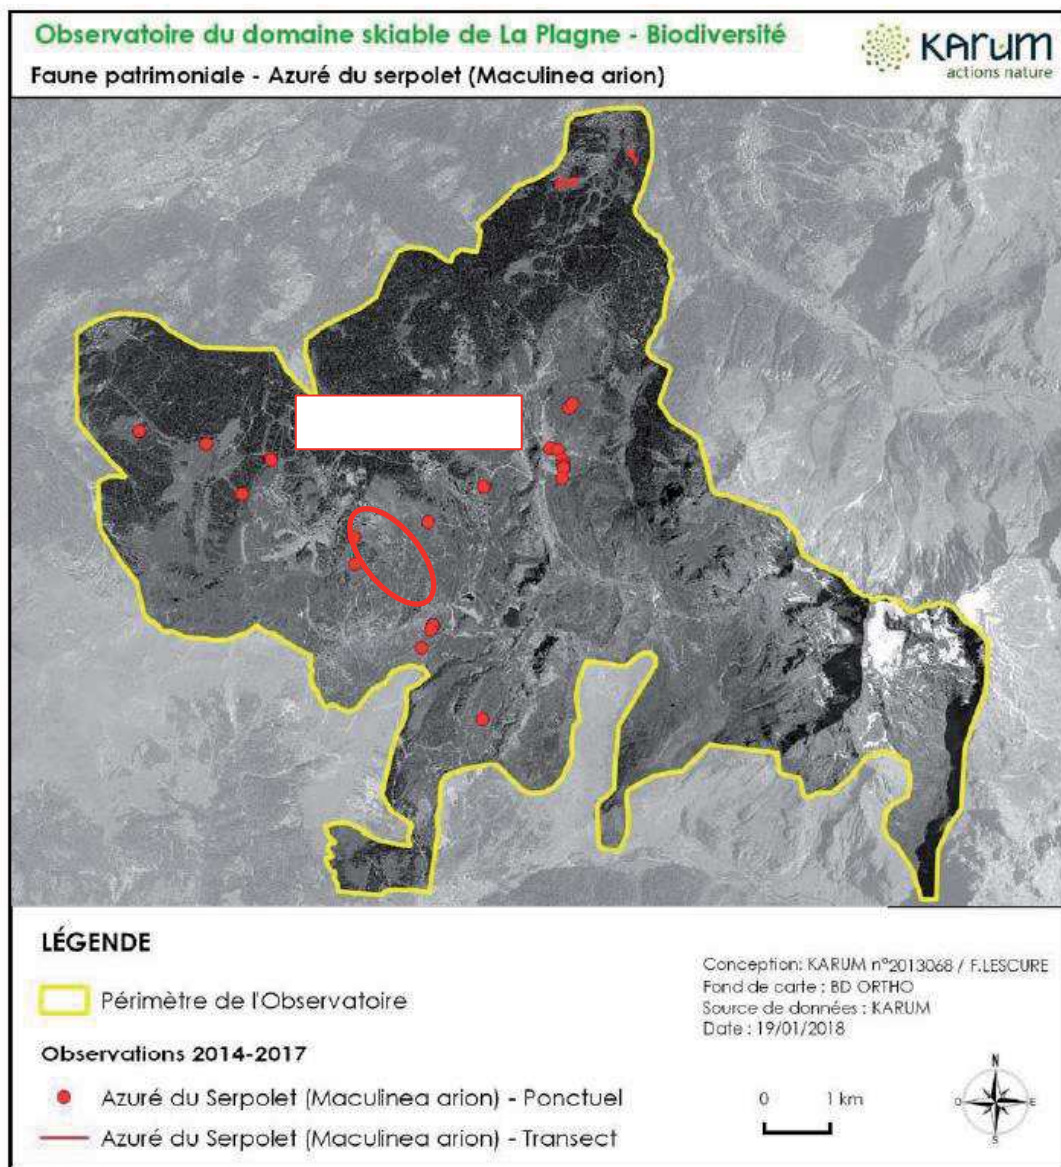 Observatoire du domaine skiable de La Plagne - Biodiversité
KARUM
actions nature
Faune patrimoniale - Azuré du serpolet (Maculinea arion)
LÉGENDE
Périmètre de l'Observatoire
Observations 2014-2017
Azuré du Serpolet (Maculinea arion) - Ponctuel
Azuré du Serpolet (Maculinea arion) - Transect
Conception: KARUM n°2013068 / F.LESCURE
Fond de carte : BD ORTHO
Source de données : KARUM
Date : 19/01/2018
0 1 km
N
O E
S